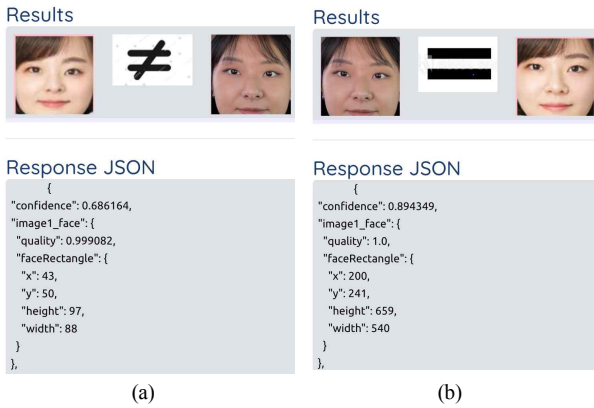 Results
Response JSON
{
"confidence": 0.686164,
"image1_face": {
"quality": 0.999082,
"faceRectangle": {
"x": 43,
"y": 50,
"height": 97,
"width": 88
}
},
(a)
Results
Response JSON
{
"confidence": 0.894349,
"image1_face": {
"quality": 1.0,
"faceRectangle": {
"x": 200,
"y": 241,
"height": 659,
"width": 540
}
},
(b)